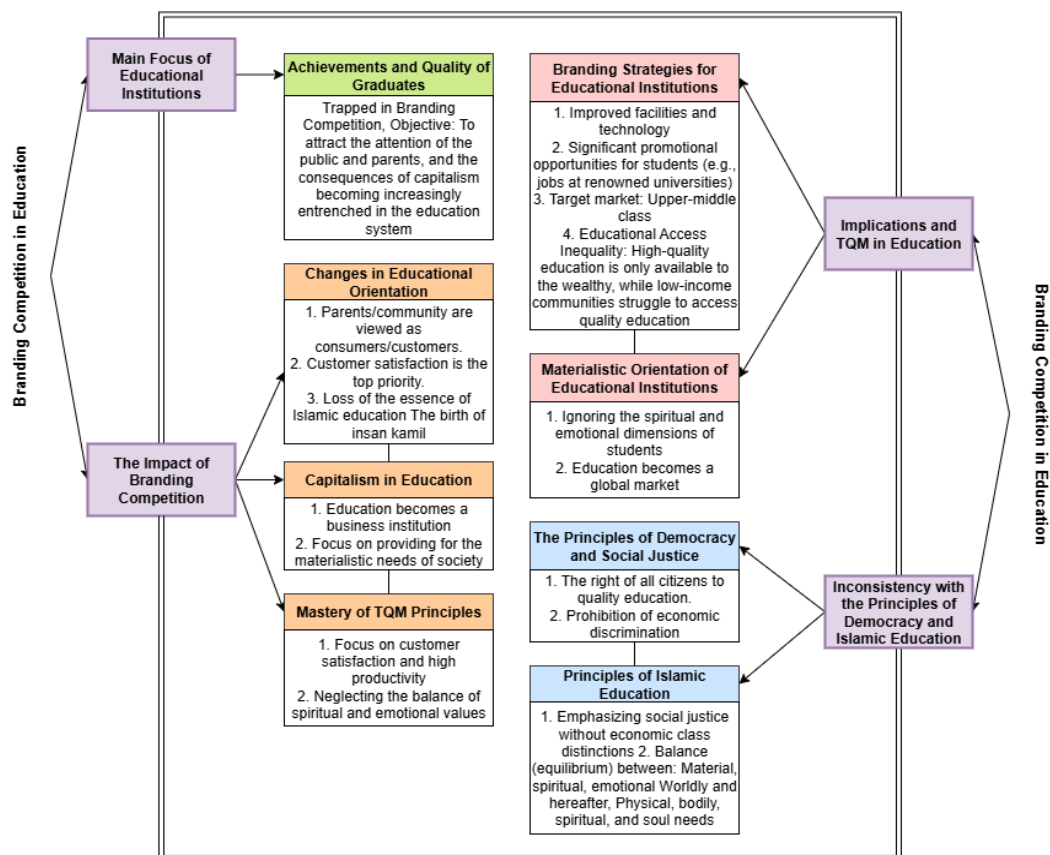 Branding Competition in Education
Main Focus of
Educational
Institutions
Achievements and Quality of
Graduates
Trapped in Branding
Competition, Objective: To
attract the attention of the
public and parents, and the
consequences of capitalism
becoming increasingly
entrenched in the education
system
Changes in Educational
Orientation
1. Parents/community are
viewed as
consumers/customers.
2. Customer satisfaction is the
top priority.
3. Loss of the essence of
Islamic education The birth of
insan kamil
The Impact of
Branding
Competition
Capitalism in Education
1. Education becomes a
business institution
2. Focus on providing for the
materialistic needs of society
Mastery of TQM Principles
1. Focus on customer
satisfaction and high
productivity
2. Neglecting the balance of
spiritual and emotional values
Branding Strategies for
Educational Institutions
1. Improved facilities and
technology
2. Significant promotional
opportunities for students (e.g.,
jobs at renowned universities)
3. Target market: Upper-middle
class
4. Educational Access
Inequality: High-quality
education is only available to
the wealthy, while low-income
communities struggle to access
quality education
Materialistic Orientation of
Educational Institutions
1. Ignoring the spiritual and
emotional dimensions of
students
2. Education becomes a
global market
Implications and
TQM in Education
The Principles of Democracy
and Social Justice
1. The right of all citizens to
quality education.
2. Prohibition of economic
discrimination
Principles of Islamic
Education
1. Emphasizing social justice
without economic class
distinctions 2. Balance
(equilibrium) between: Material,
spiritual, emotional Worldly and
hereafter, Physical, bodily,
spiritual, and soul needs
Inconsistency with
the Principles of
Democracy and
Islamic Education
Branding Competition in Education